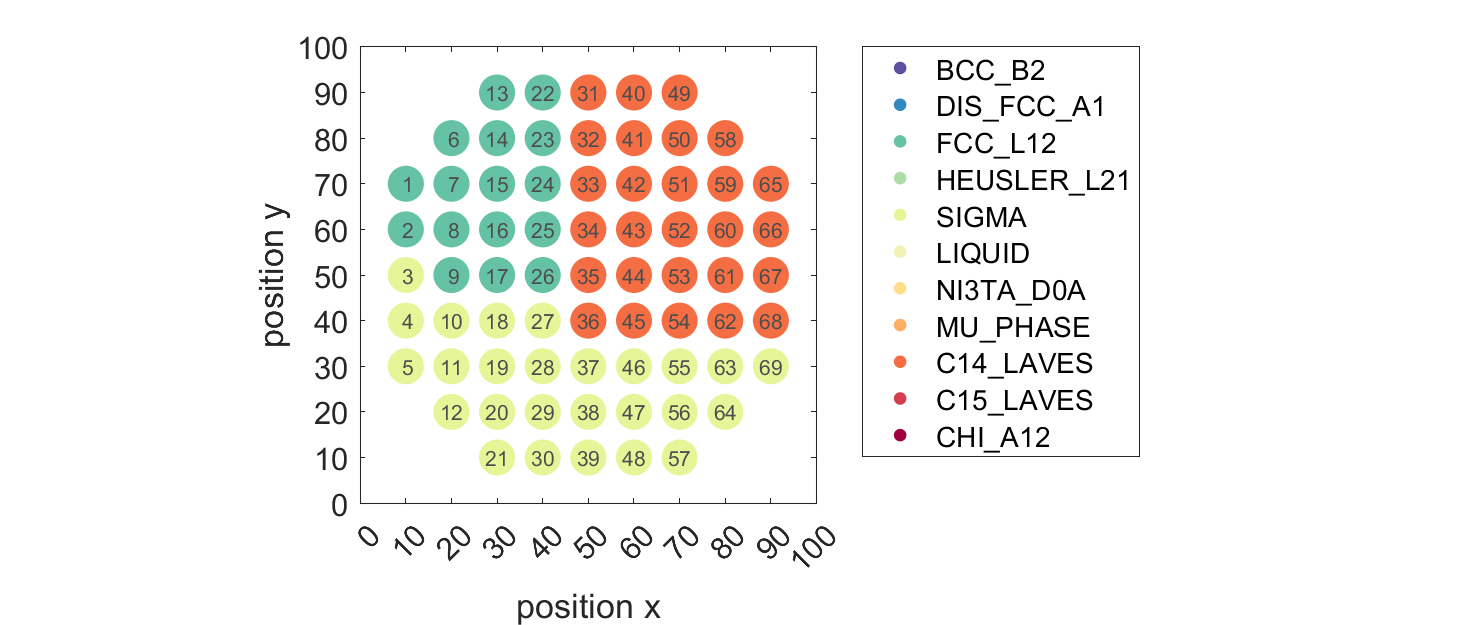 100
90
80
70
60
50
40
30
20
10
0
position y
13 22 31 40 49
6 14 23 32 41 50 58
1 7 15 24 33 42 51 59 65
2 8 16 25 34 43 52 60 66
3 9 17 26 35 44 53 61 67
4 10 18 27 36 45 54 62 68
5 11 19 28 37 46 55 63 69
12 20 29 38 47 56 64
21 30 39 48 57
0 10 20 30 40 50 60 70 80 90 100
position x
BCC_B2
DIS_FCC_A1
FCC_L12
HEUSLER_L21
SIGMA
LIQUID
NI3TA_D0A
MU_PHASE
C14_LAVES
C15_LAVES
CHI_A12